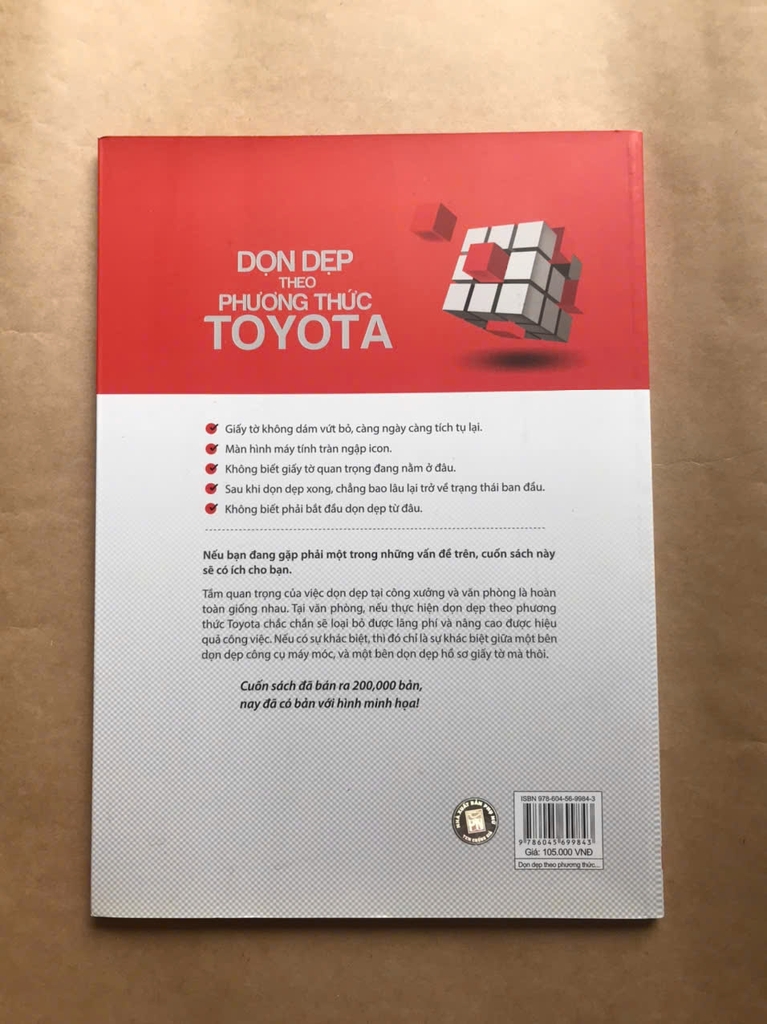 DỌN DẸP
THEO
PHƯƠNG THỨC
TOYOTA
Giấy tờ không dám vứt bỏ, càng ngày càng tích tụ lại.
Màn hình máy tính tràn ngập icon.
Không biết giấy tờ quan trọng đang nằm ở đâu.
Sau khi dọn dẹp xong, chẳng bao lâu lại trở về trạng thái ban đầu.
Không biết phải bắt đầu dọn dẹp từ đâu.
Nếu bạn đang gặp phải một trong những vấn đề trên, cuốn sách này
sẽ có ích cho bạn.
Tầm quan trọng của việc dọn dẹp tại công xưởng và văn phòng là hoàn
toàn giống nhau. Tại văn phòng, nếu thực hiện dọn dẹp theo phương
thức Toyota chắc chắn sẽ loại bỏ được lãng phí và nâng cao được hiệu
quả công việc. Nếu có sự khác biệt, thì đó chỉ là sự khác biệt giữa một bên
dọn dẹp công cụ máy móc, và một bên dọn dẹp hồ sơ giấy tờ mà thôi.
Cuốn sách đã bán ra 200,000 bản,
nay đã có bản với hình minh họa!
NHÀ XUẤT BẢN PHỤ NỮ
ISBN 978-604-56-9984-3
9 786045 699843
Giá: 105.000 VNĐ
Dọn dẹp theo phương thức...